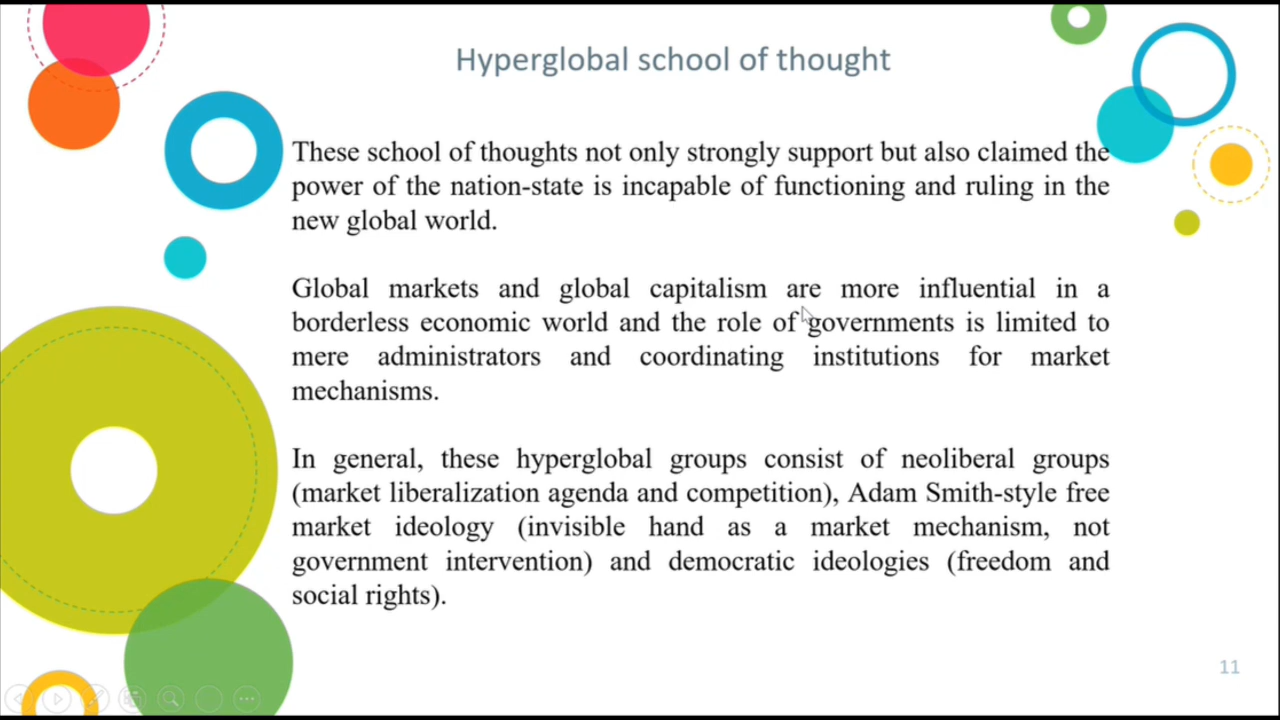 Hyperglobal school of thought
These school of thoughts not only strongly support but also claimed the
power of the nation-state is incapable of functioning and ruling in the
new global world.
Global markets and global capitalism are more influential in a
borderless economic world and the role of governments is limited to
mere administrators and coordinating institutions for market
mechanisms.
In general, these hyperglobal groups consist of neoliberal groups
(market liberalization agenda and competition), Adam Smith-style free
market ideology (invisible hand as a market mechanism, not
government intervention) and democratic ideologies (freedom and
social rights).
11